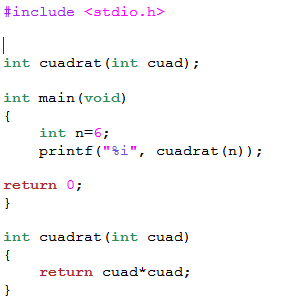 #include <stdio.h>
int cuadrat(int cuad);
int main(void)
{
    int n=6;
    printf("%i", cuadrat(n));
return 0;
}
int cuadrat(int cuad)
{
    return cuad*cuad;
}